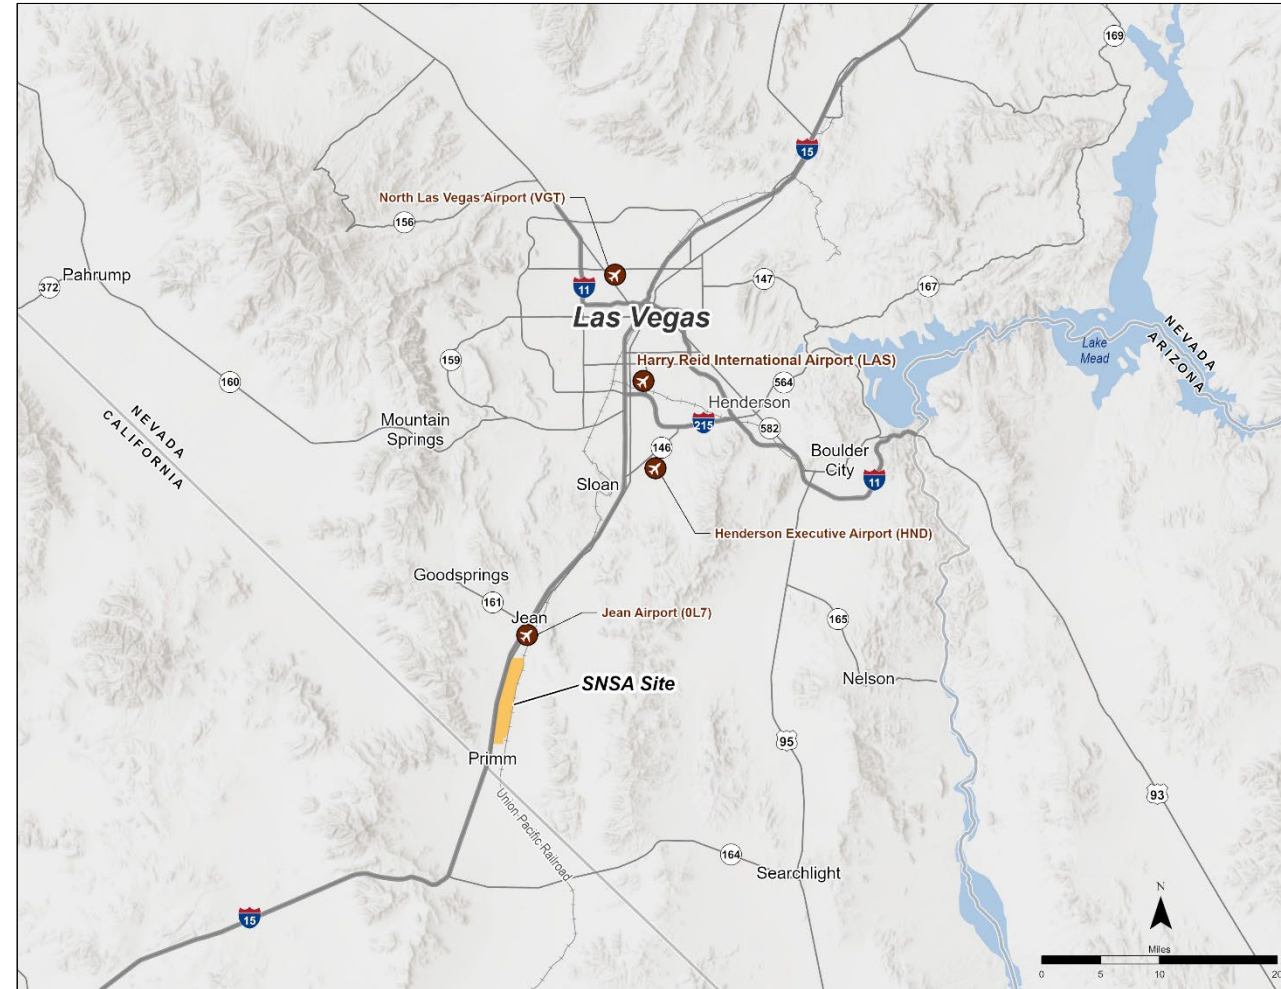 169
15
North Las Vegas Airport (VGT)
156
Pahrump
372
11
147
167
Las Vegas
NEVADA
ARIZONA
Lake
Mead
159
Harry Reid International Airport (LAS)
160
564
Henderson
NEVADA
CALIFORNIA
Mountain
Springs
215
582
146
Boulder
City
11
Sloan
Henderson Executive Airport (HND)
Goodsprings
161
Jean
Jean Airport (0L7)
165
SNSA Site
Nelson
95
Primm
93
Union Pacific Railroad
164
Searchlight
15
N
Miles
0 5 10 20